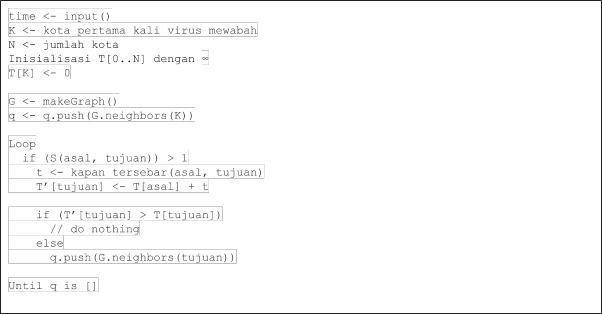 time <- input()
K <- kota pertama kali virus mewabah
N <- jumlah kota
Inisialisasi T[0..N] dengan ∞
T[K] <- 0
G <- makeGraph()
q <- q.push(G.neighbors(K))
Loop
if (S(asal, tujuan)) > 1
t <- kapan tersebar(asal, tujuan)
T’[tujuan] <- T[asal] + t
if (T’[tujuan] > T[tujuan])
// do nothing
else
q.push(G.neighbors(tujuan))
Until q is []